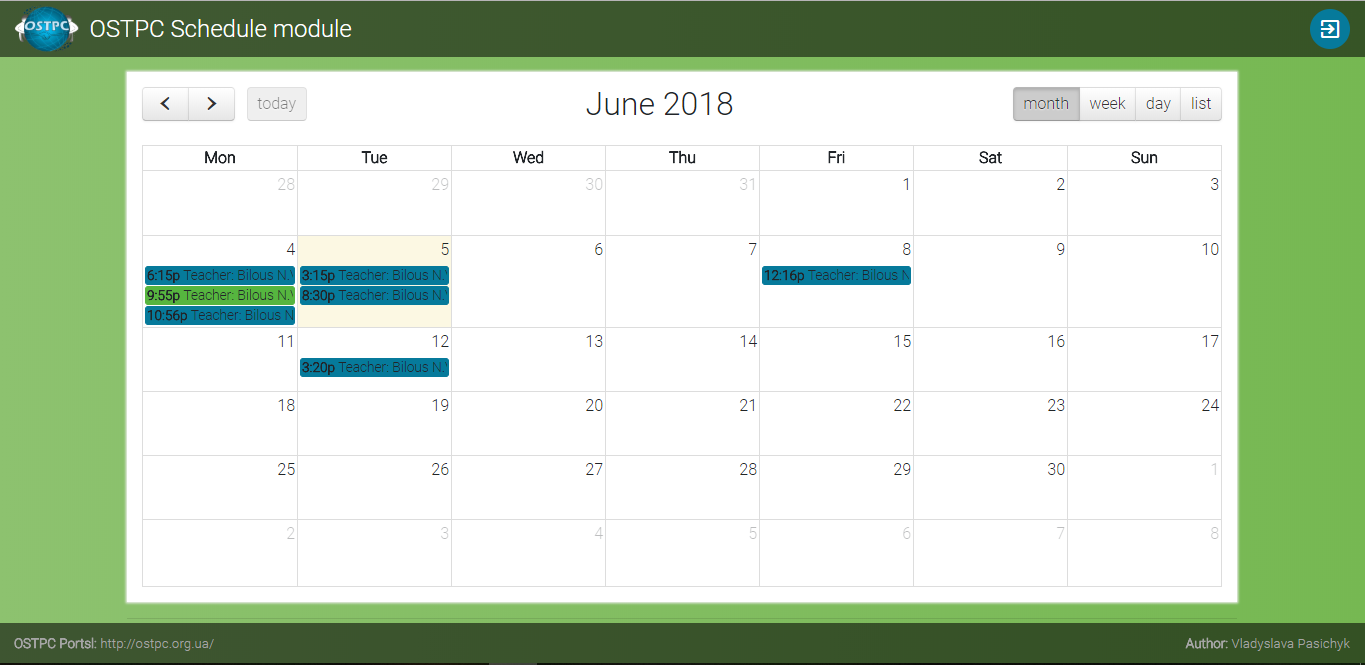 OSTPC
OSTPC Schedule module
today
June 2018
month week day list
Mon Tue Wed Thu Fri Sat Sun
28 29 30 31 1 2 3
4 5 6 7 8 9 10
6:15p Teacher: Bilous N. 3:15p Teacher: Bilous N. 12:16p Teacher: Bilous N
9:55p Teacher: Bilous N. 8:30p Teacher: Bilous N.
10:56p Teacher: Bilous N
11 12 13 14 15 16 17
3:20p Teacher: Bilous N.
18 19 20 21 22 23 24
25 26 27 28 29 30 1
2 3 4 5 6 7 8
OSTPC Portsl: http://ostpc.org.ua/ Author: Vladyslava Pasichyk